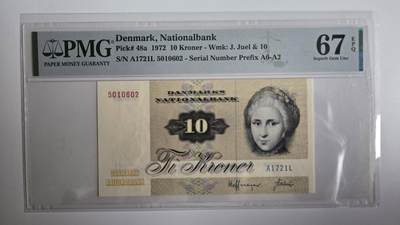 PMG
PAPER MONEY GUARANTY
Denmark, Nationalbank
Pick# 48a 1972 10 Kroner - Wmk: J. Juel & 10
S/N A1721L 5010602 - Serial Number Prefix A0-A2
67 EPQ
Superb Gem Unc
5010602
DANMARKS
NATIONALBANK
10
Ti Kroner
A1721L